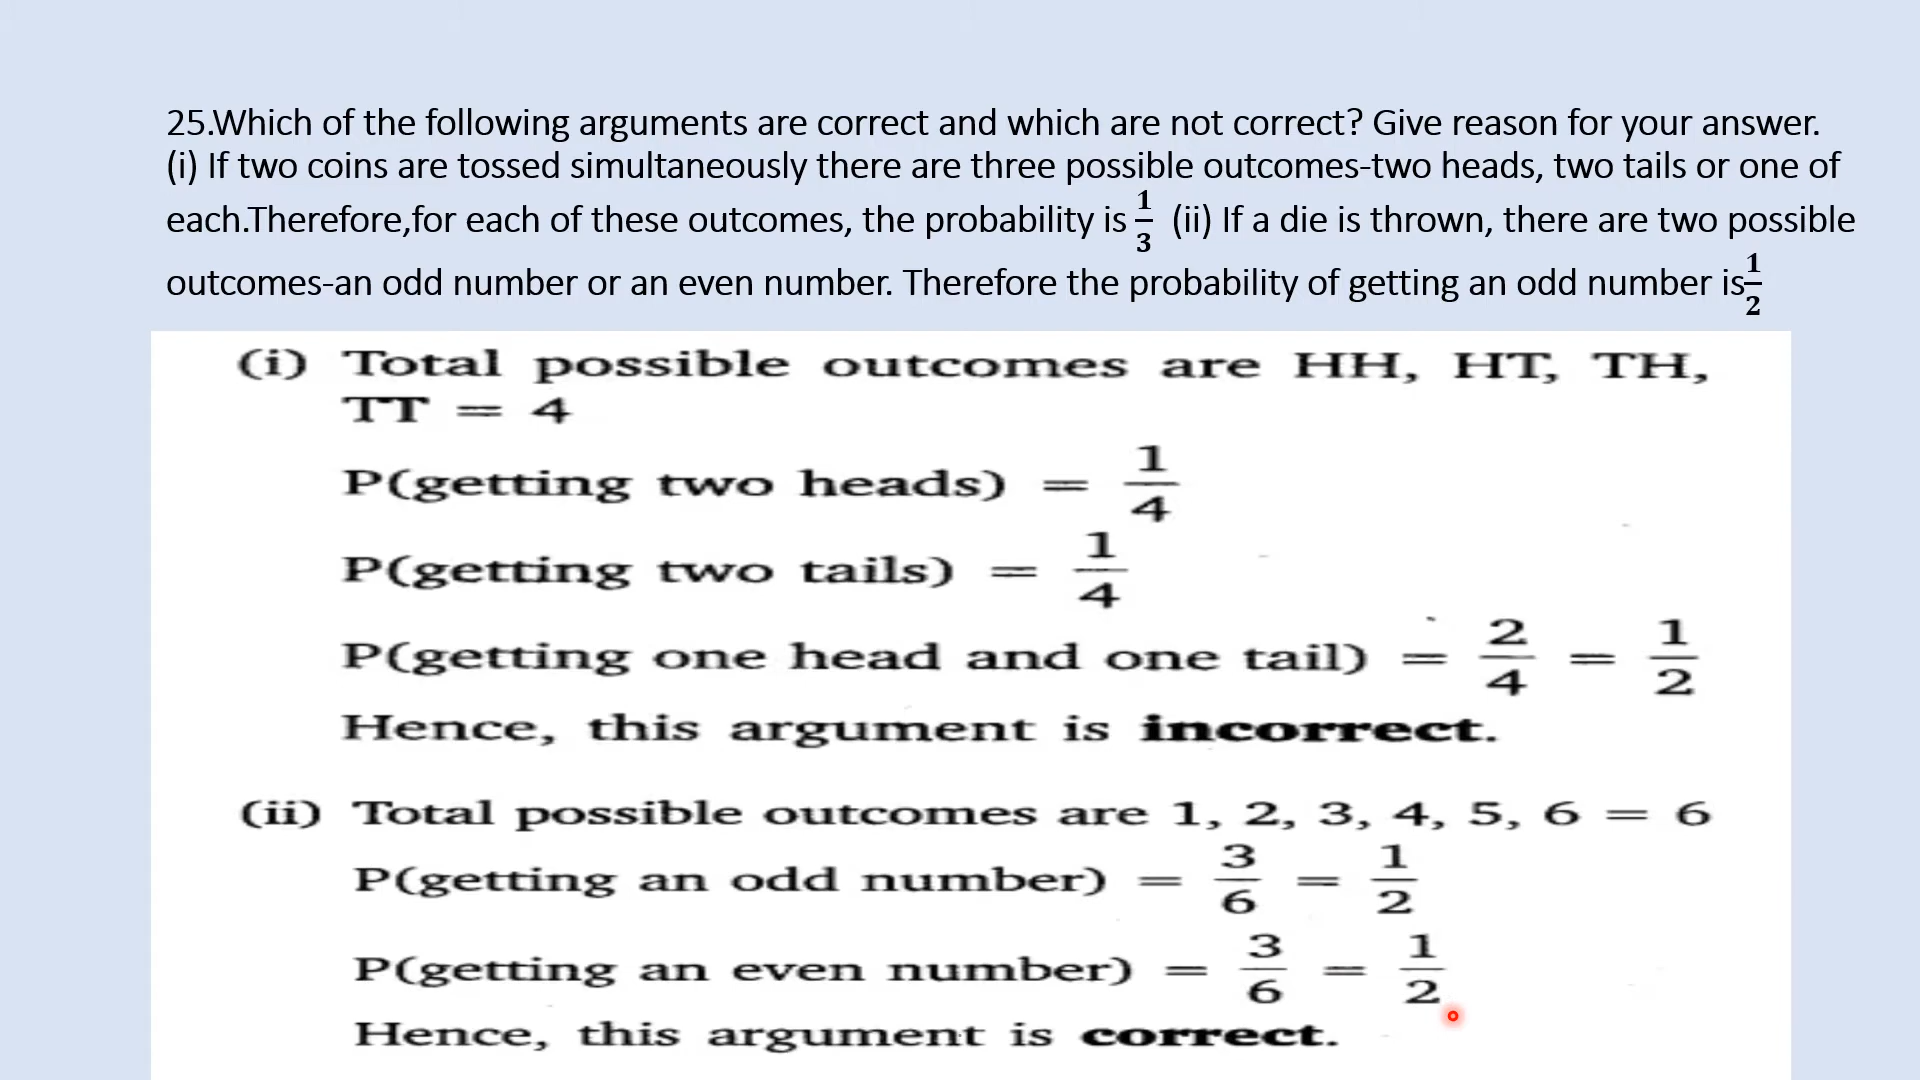 25.Which of the following arguments are correct and which are not correct? Give reason for your answer.
(i) If two coins are tossed simultaneously there are three possible outcomes-two heads, two tails or one of
each.Therefore,for each of these outcomes, the probability is 1/3 (ii) If a die is thrown, there are two possible
outcomes-an odd number or an even number. Therefore the probability of getting an odd number is 1/2
(i) Total possible outcomes are HH, HT, TH,
TT = 4
P(getting two heads) = 1/4
P(getting two tails) = 1/4
P(getting one head and one tail) = 2/4 = 1/2
Hence, this argument is incorrect.
(ii) Total possible outcomes are 1, 2, 3, 4, 5, 6 = 6
P(getting an odd number) = 3/6 = 1/2
P(getting an even number) = 3/6 = 1/2
Hence, this argument is correct.